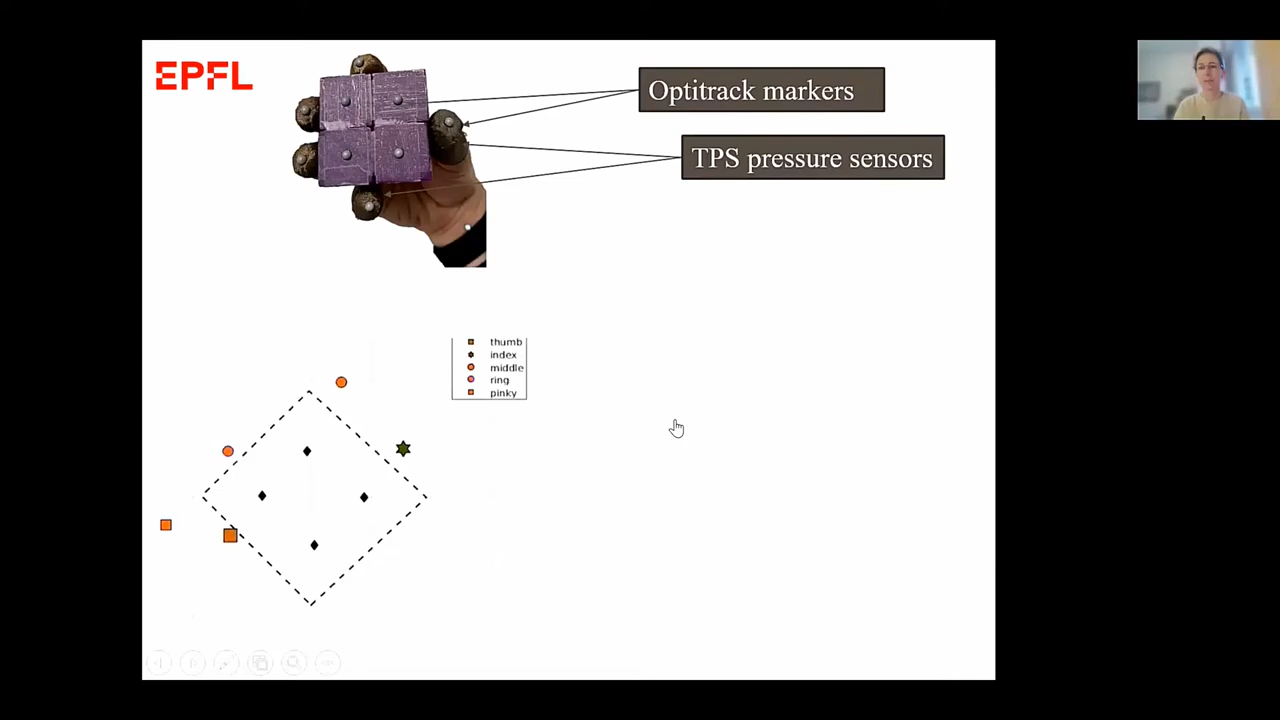 EPFL
Optitrack markers
TPS pressure sensors
thumb
index
middle
ring
pinky